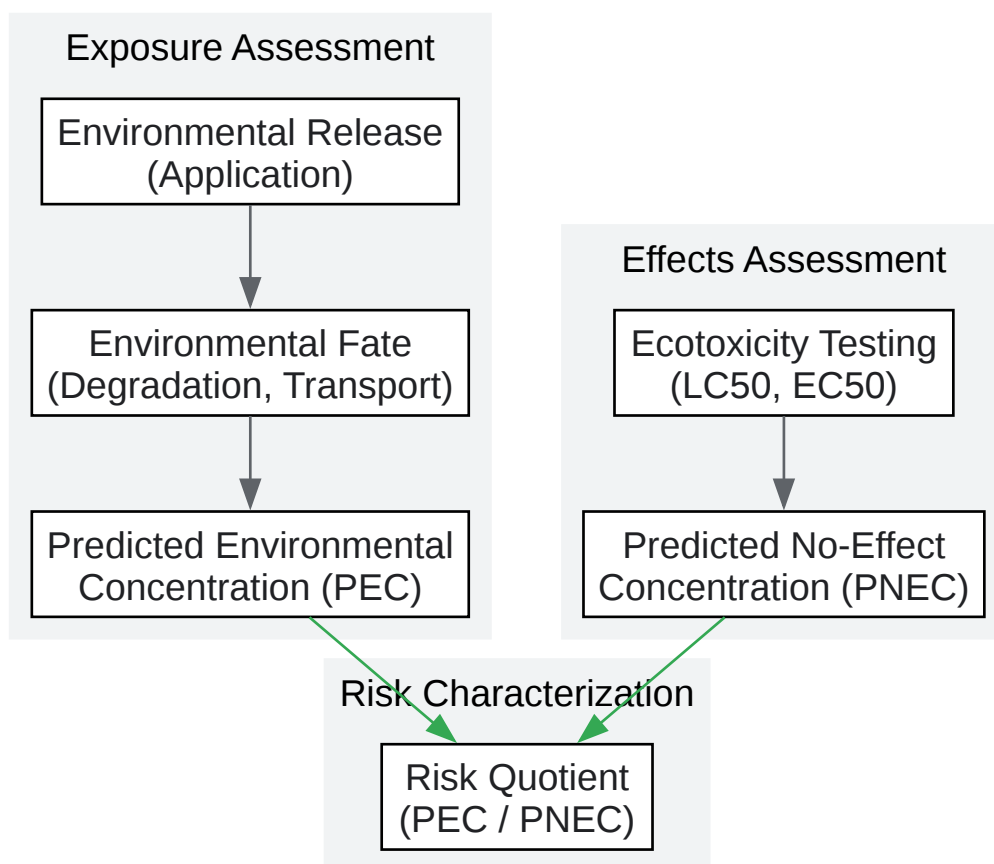 Exposure Assessment
Environmental Release
(Application)
Environmental Fate
(Degradation, Transport)
Predicted Environmental
Concentration (PEC)
Effects Assessment
Ecotoxicity Testing
(LC50, EC50)
Predicted No-Effect
Concentration (PNEC)
Risk Characterization
Risk Quotient
(PEC / PNEC)